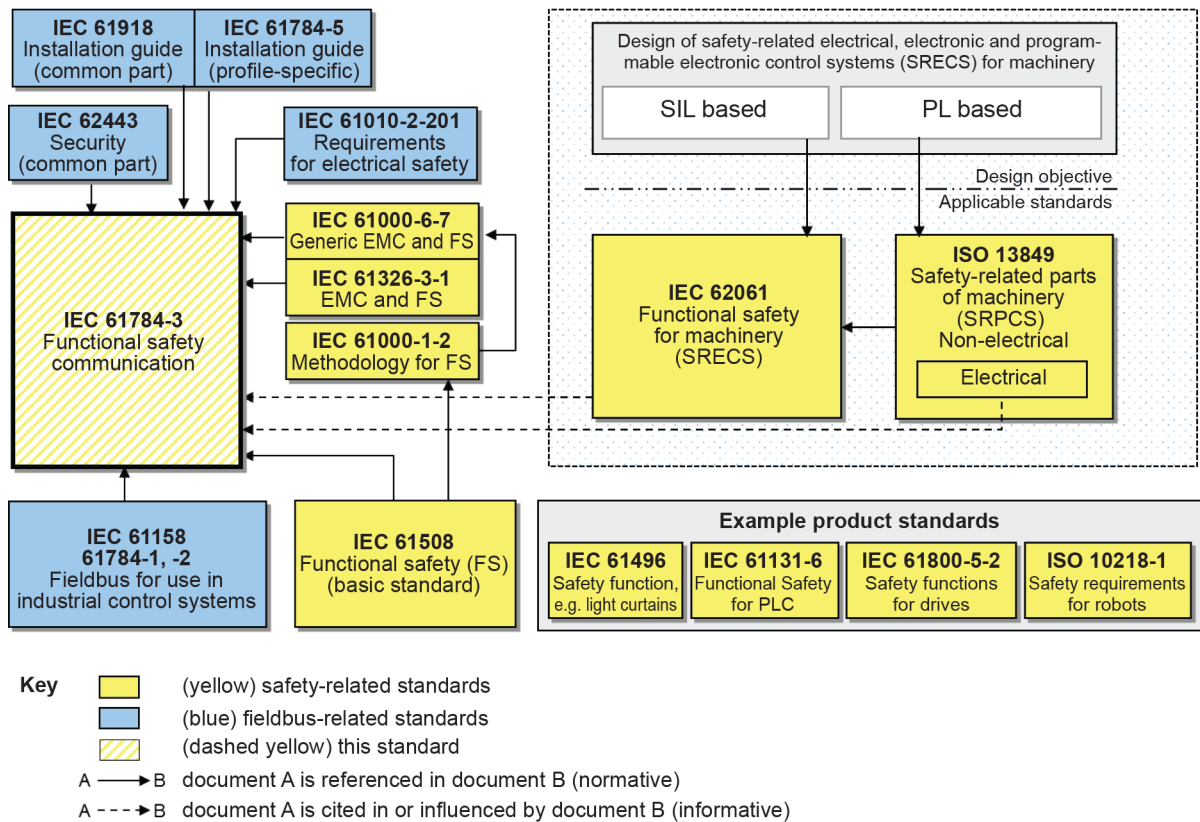 IEC 61918
Installation guide
(common part)
IEC 61784-5
Installation guide
(profile-specific)
IEC 62443
Security
(common part)
IEC 61010-2-201
Requirements
for electrical safety
IEC 61000-6-7
Generic EMC and FS
IEC 61326-3-1
EMC and FS
IEC 61000-1-2
Methodology for FS
IEC 61784-3
Functional safety
communication
IEC 61158
61784-1, -2
Fieldbus for use in
industrial control systems
IEC 61508
Functional safety (FS)
(basic standard)
Design of safety-related electrical, electronic and program-
mable electronic control systems (SRECS) for machinery
SIL based
PL based
Design objective
Applicable standards
IEC 62061
Functional safety
for machinery
(SRECS)
ISO 13849
Safety-related parts
of machinery
(SRPCS)
Non-electrical
Electrical
Example product standards
IEC 61496
Safety function,
e.g. light curtains
IEC 61131-6
Functional Safety
for PLC
IEC 61800-5-2
Safety functions
for drives
ISO 10218-1
Safety requirements
for robots
Key
(yellow) safety-related standards
(blue) fieldbus-related standards
(dashed yellow) this standard
A B document A is referenced in document B (normative)
A B document A is cited in or influenced by document B (informative)